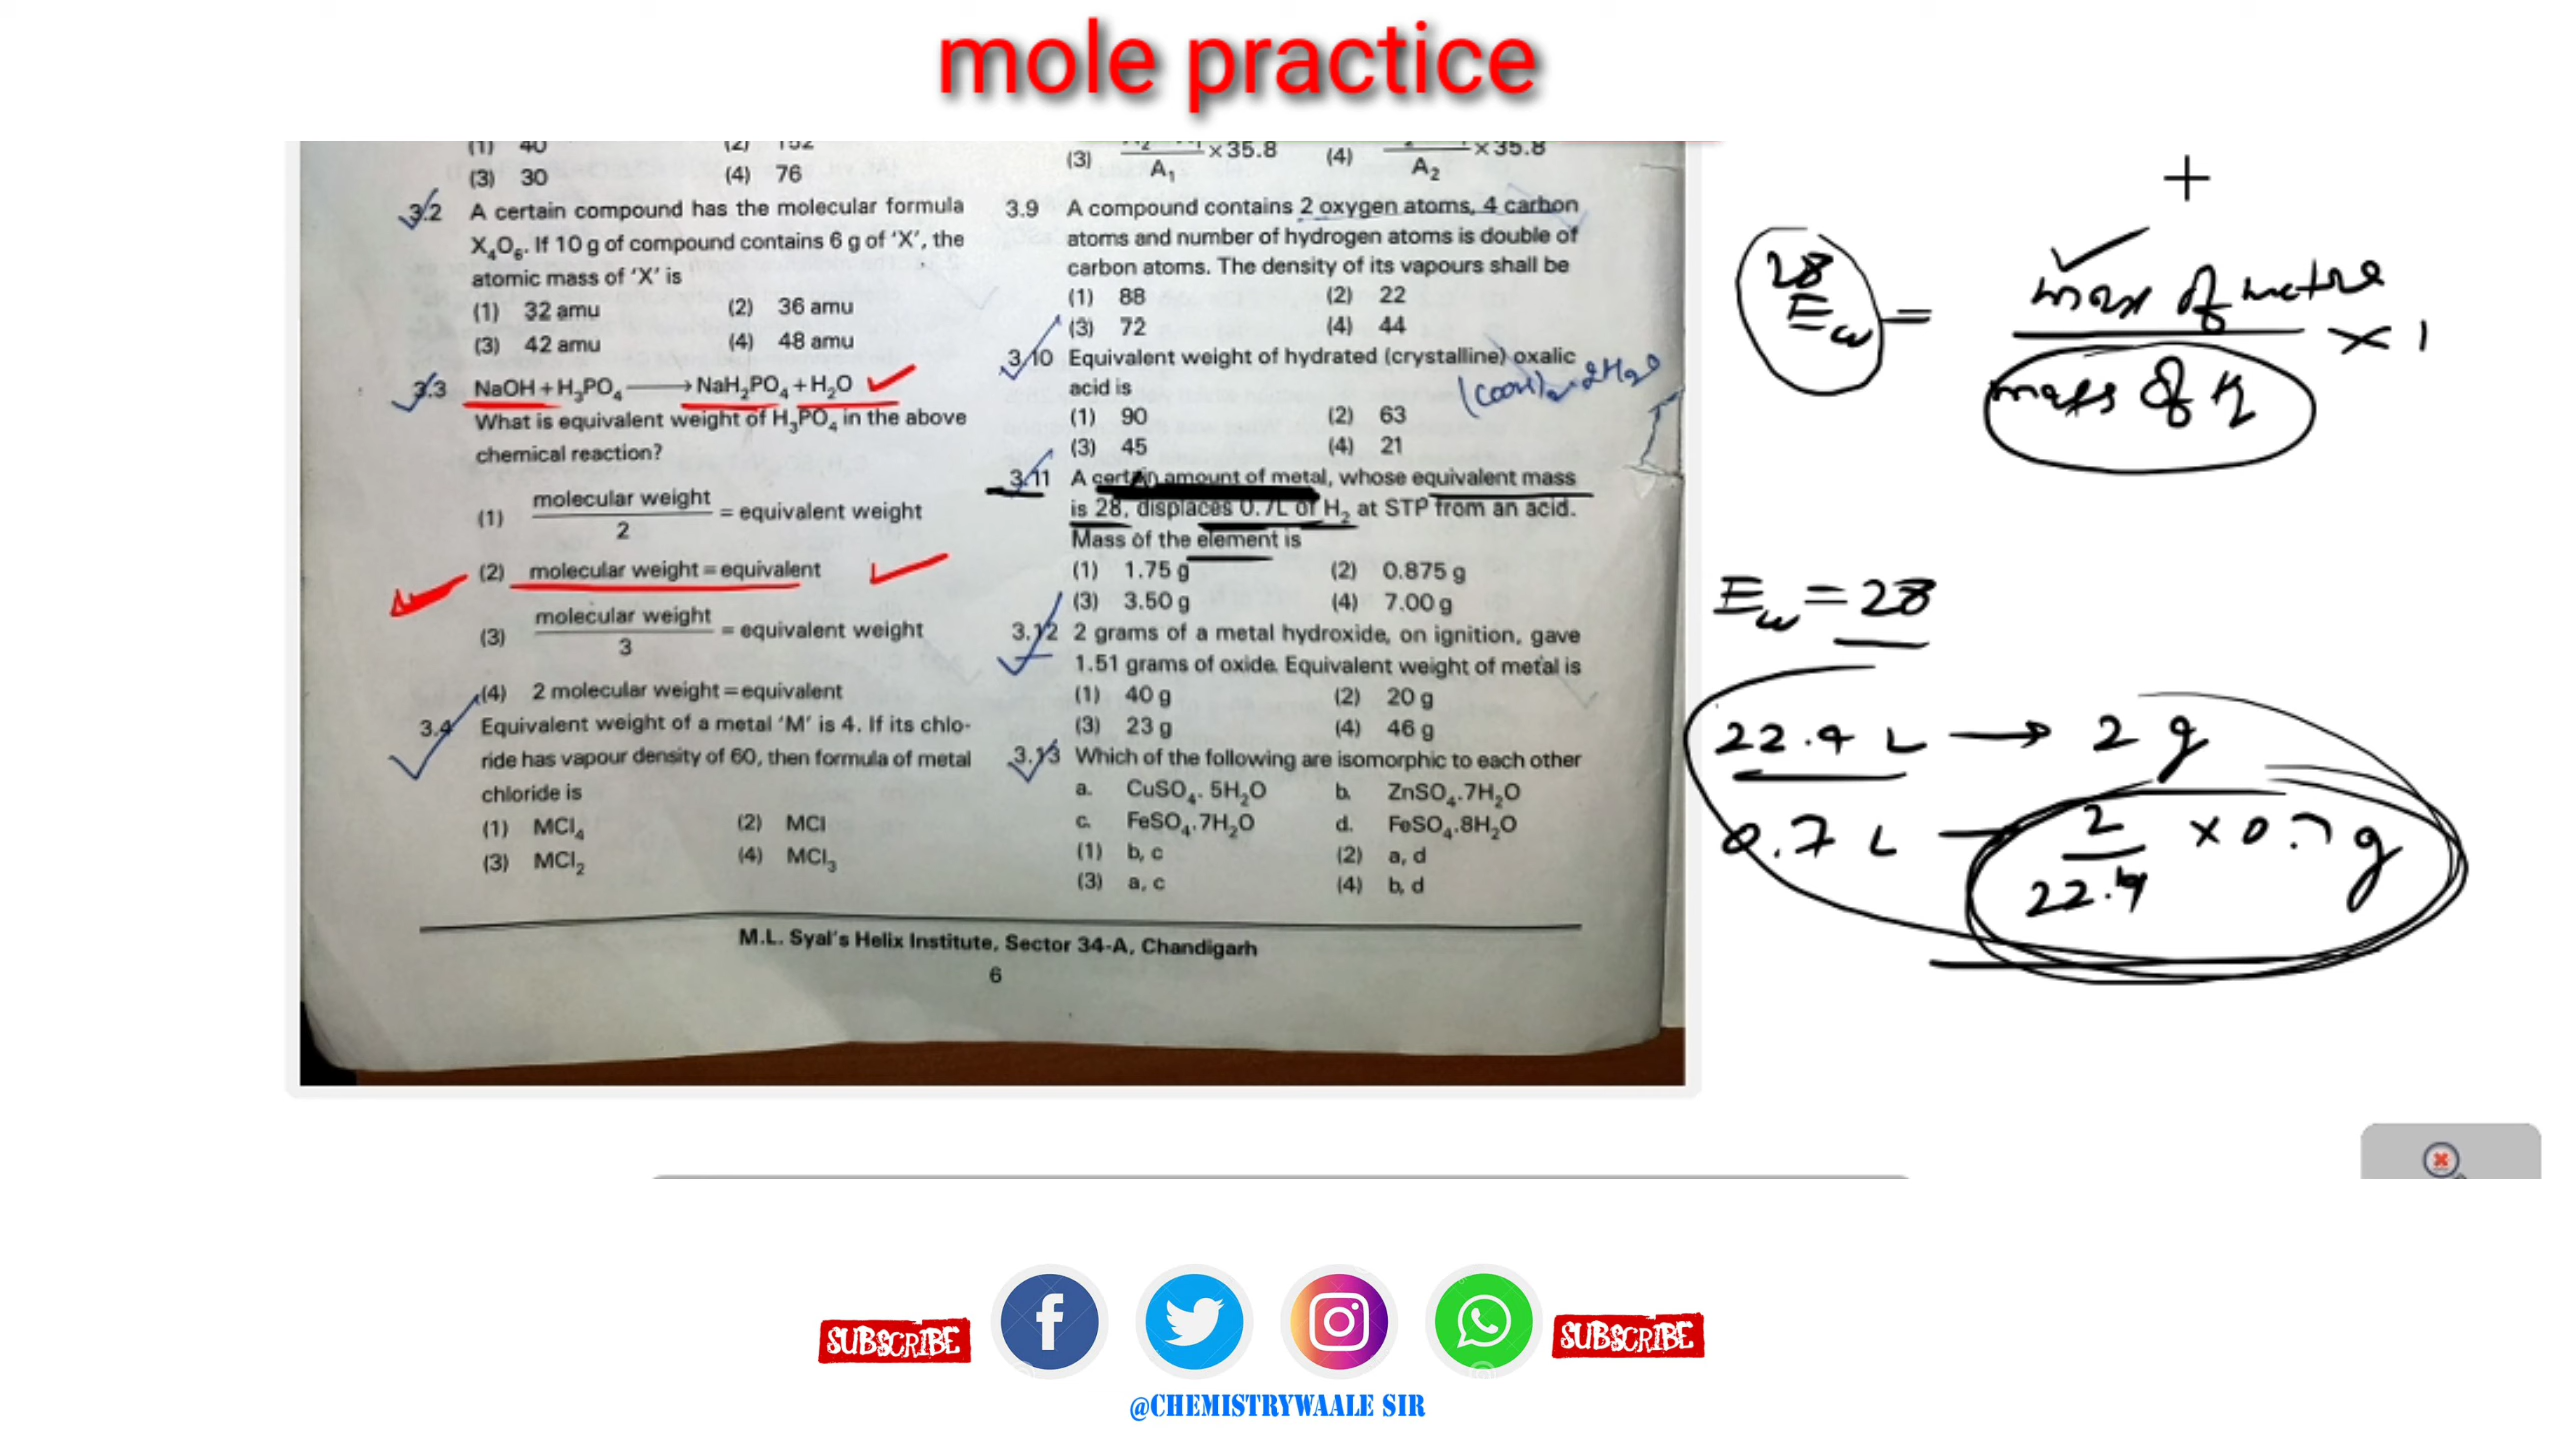 mole practice
(1) 40 (2) 152
(3) 30 (4) 76
3.2 A certain compound has the molecular formula
X₄O₆. If 10 g of compound contains 6 g of ‘X’, the
atomic mass of ‘X’ is
(1) 32 amu (2) 36 amu
(3) 42 amu (4) 48 amu
3.3 NaOH + H₃PO₄ ⟶ NaH₂PO₄ + H₂O
What is equivalent weight of H₃PO₄ in the above
chemical reaction?
(1) molecular weight / 2 = equivalent weight
(2) molecular weight = equivalent
(3) molecular weight / 3 = equivalent weight
(4) 2 molecular weight = equivalent
3.4 Equivalent weight of a metal ‘M’ is 4. If its chlo-
ride has vapour density of 60, then formula of metal
chloride is
(1) MCl₄ (2) MCl
(3) MCl₂ (4) MCl₃
(3) A₁ × 35.8 (4) A₂ × 35.8
3.9 A compound contains 2 oxygen atoms, 4 carbon
atoms and number of hydrogen atoms is double of
carbon atoms. The density of its vapours shall be
(1) 88 (2) 22
(3) 72 (4) 44
3.10 Equivalent weight of hydrated (crystalline) oxalic
acid is
(COOH)₂ . 2H₂O
(1) 90 (2) 63
(3) 45 (4) 21
3.11 A certain amount of metal, whose equivalent mass
is 28, displaces 0.7L of H₂ at STP from an acid.
Mass of the element is
(1) 1.75 g (2) 0.875 g
(3) 3.50 g (4) 7.00 g
3.12 2 grams of a metal hydroxide, on ignition, gave
1.51 grams of oxide. Equivalent weight of metal is
(1) 40 g (2) 20 g
(3) 23 g (4) 46 g
3.13 Which of the following are isomorphic to each other
a. CuSO₄. 5H₂O b. ZnSO₄.7H₂O
c. FeSO₄.7H₂O d. FeSO₄.8H₂O
(1) b, c (2) a, d
(3) a, c (4) b, d
M.L. Syal’s Helix Institute, Sector 34-A, Chandigarh
6
+
28
Ew = mass of / mass of H₂ × 1
Ew = 28
22.4 L → 2 g
0.7 L — 2 / 22.4 × 0.7 g
SUBSCRIBE
f
SUBSCRIBE
@CHEMISTRYWAALE SIR